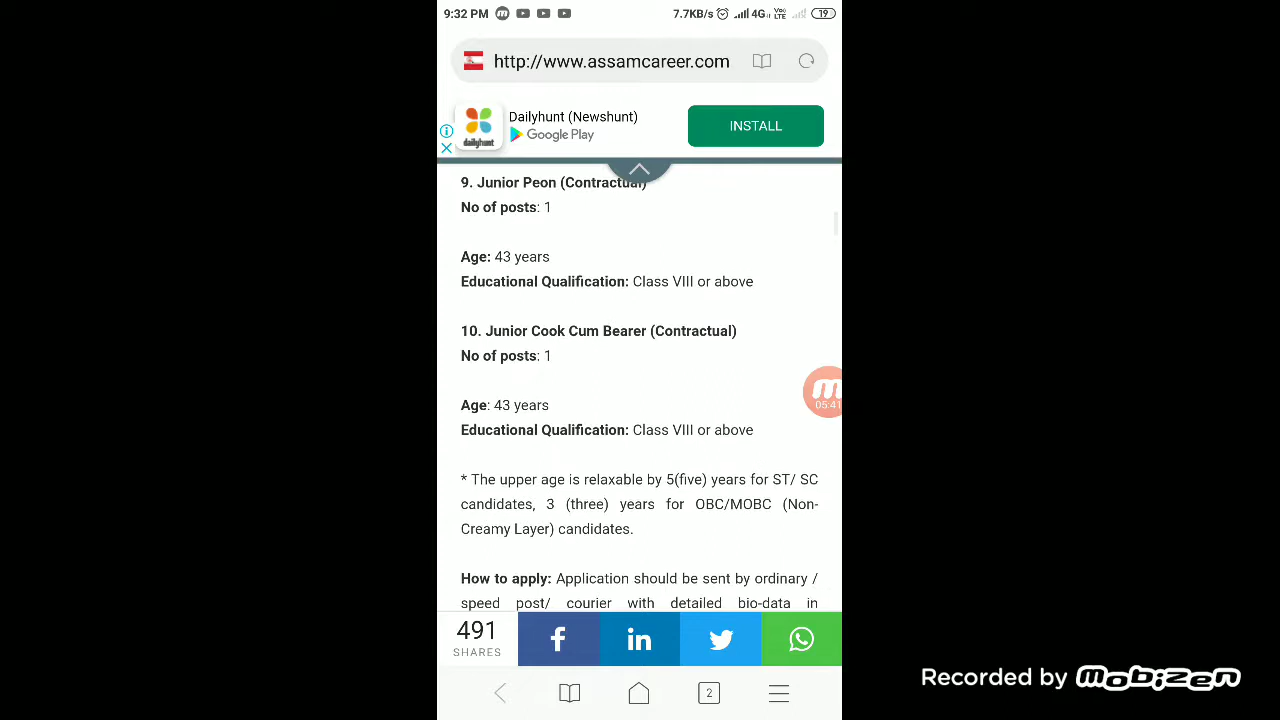 9:32 PM
7.7KB/s 4G Vo LTE 19
http://www.assamcareer.com
Dailyhunt (Newshunt)
Google Play
INSTALL
dailyhunt
9. Junior Peon (Contractual)
No of posts: 1
Age: 43 years
Educational Qualification: Class VIII or above
10. Junior Cook Cum Bearer (Contractual)
No of posts: 1
Age: 43 years
05:41
Educational Qualification: Class VIII or above
* The upper age is relaxable by 5(five) years for ST/ SC
candidates, 3 (three) years for OBC/MOBC (Non-
Creamy Layer) candidates.
How to apply: Application should be sent by ordinary /
speed post/ courier with detailed bio-data in
491
SHARES
2
Recorded by mobizen